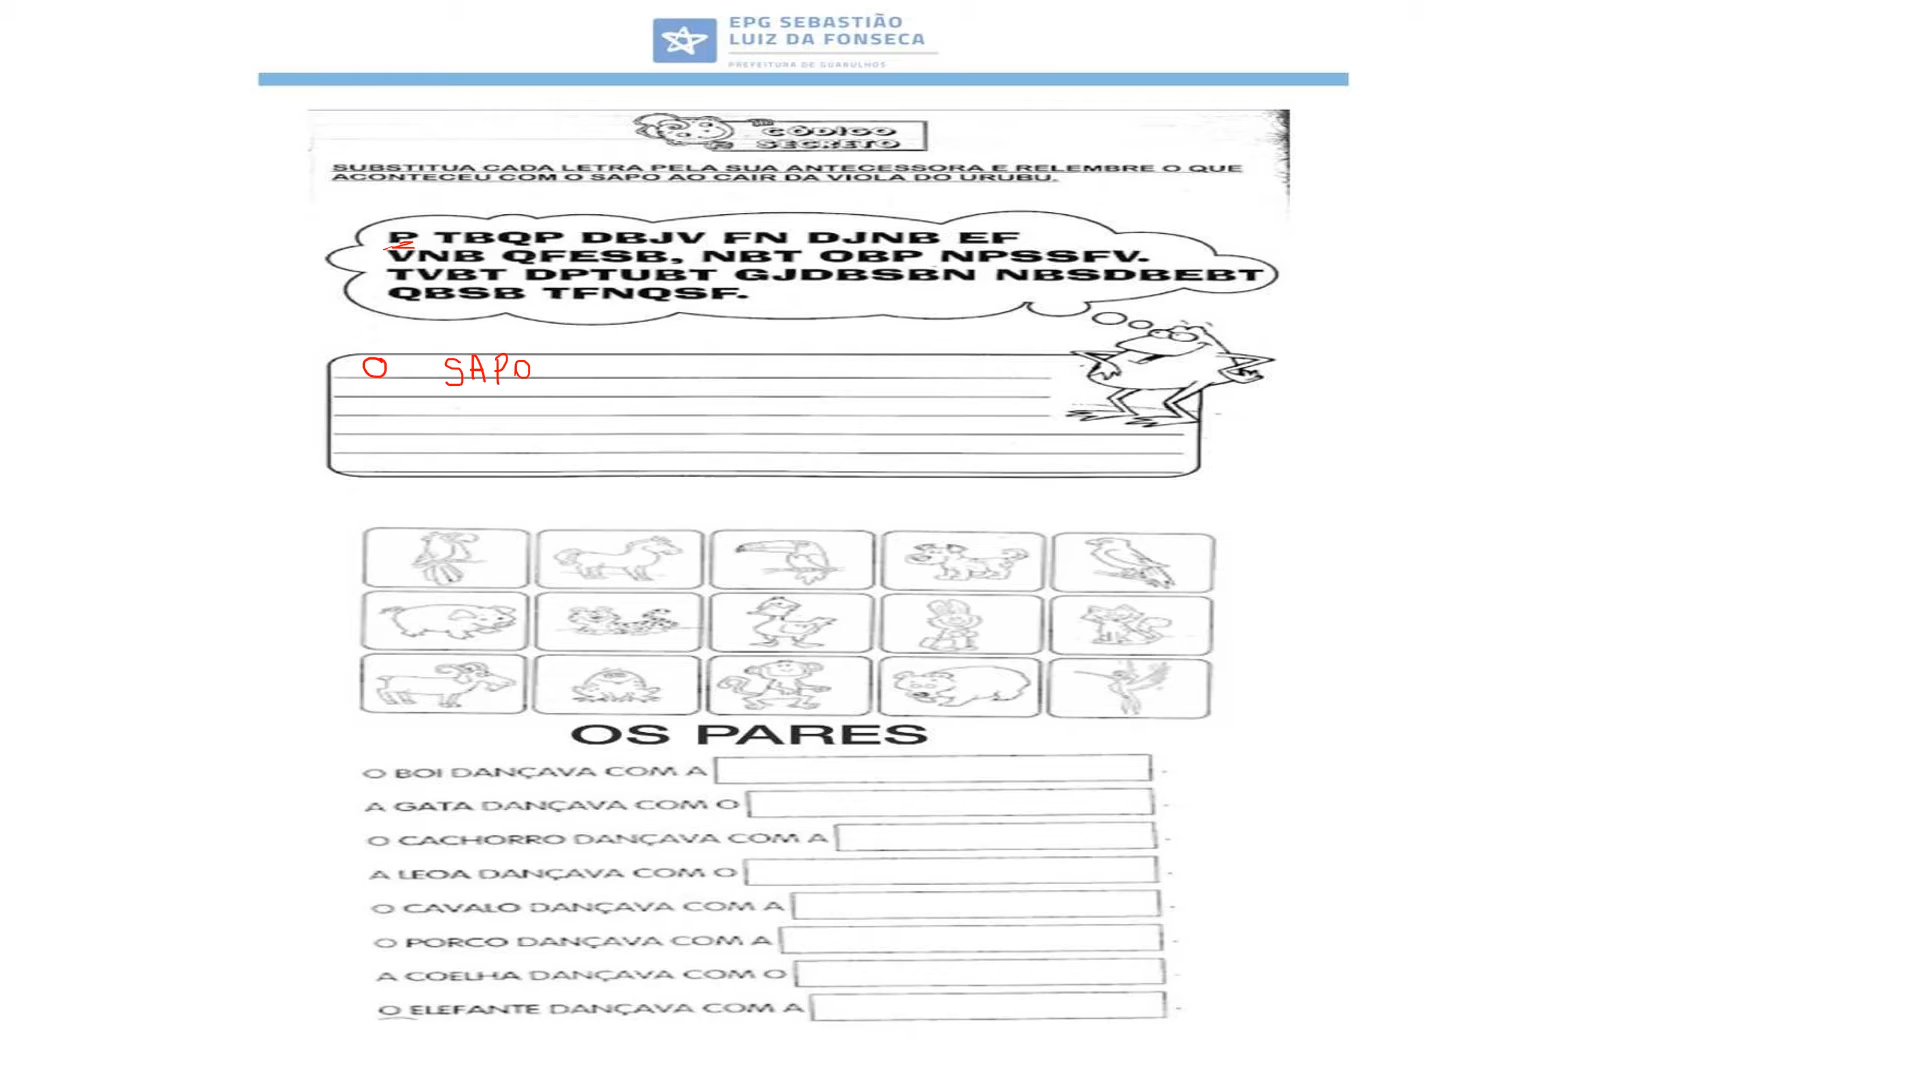 EPG SEBASTIÃO
LUIZ DA FONSECA
PREFEITURA DE GUARULHOS
CÓDIGO
SECRETO
SUBSTITUA CADA LETRA PELA SUA ANTECESSORA E RELEMBRE O QUE
ACONTECEU COM O SAPO AO CAIR DA VIOLA DO URUBU.
P TBQP DBJV FN DJNB EF
VNB QFESB, NBT OBP NPSSFV.
TVBT DPTUBT GJDBSBN NBSDBEBT
QBSB TFNQSF.
O SAPO
OS PARES
O BOI DANÇAVA COM A .
A GATA DANÇAVA COM O .
O CACHORRO DANÇAVA COM A .
A LEOA DANÇAVA COM O .
O CAVALO DANÇAVA COM A .
O PORCO DANÇAVA COM A .
A COELHA DANÇAVA COM O .
O ELEFANTE DANÇAVA COM A .